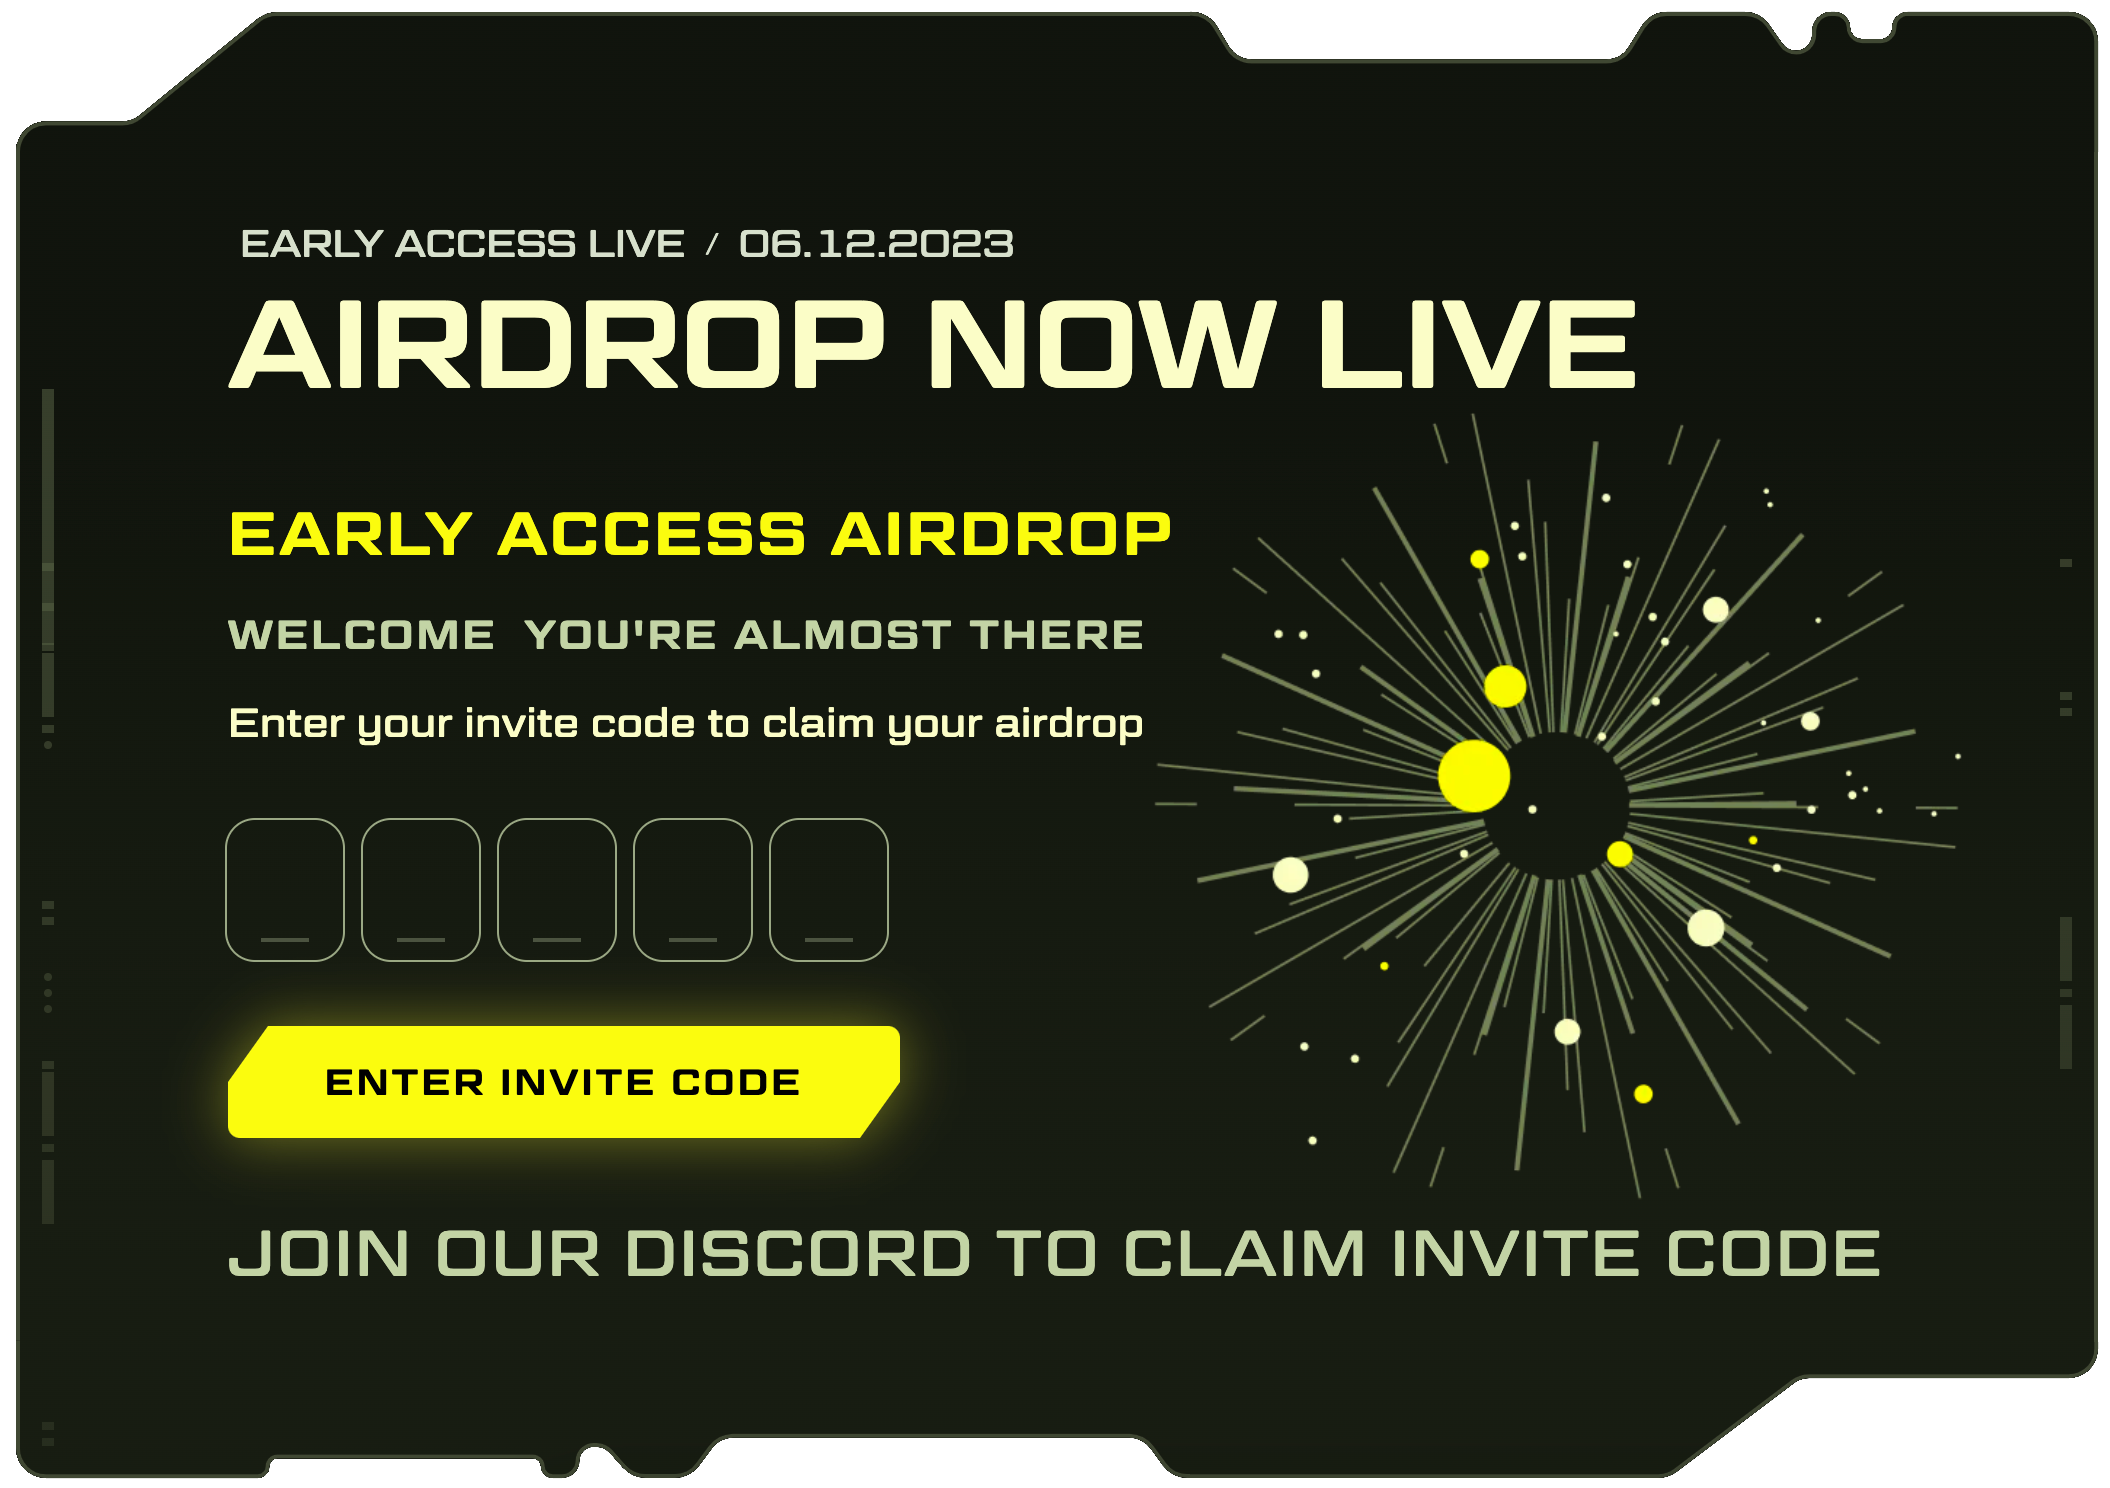 EARLY ACCESS LIVE / 06.12.2023
AIRDROP NOW LIVE
EARLY ACCESS AIRDROP
WELCOME YOU'RE ALMOST THERE
Enter your invite code to claim your airdrop
ENTER INVITE CODE
JOIN OUR DISCORD TO CLAIM INVITE CODE